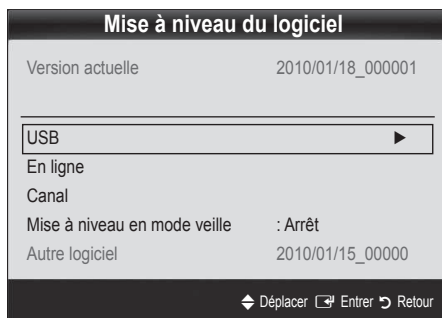 Mise à niveau du logiciel
Version actuelle 2010/01/18_000001
USB ►
En ligne
Canal
Mise à niveau en mode veille : Arrêt
Autre logiciel 2010/01/15_00000
Déplacer Entrer Retour